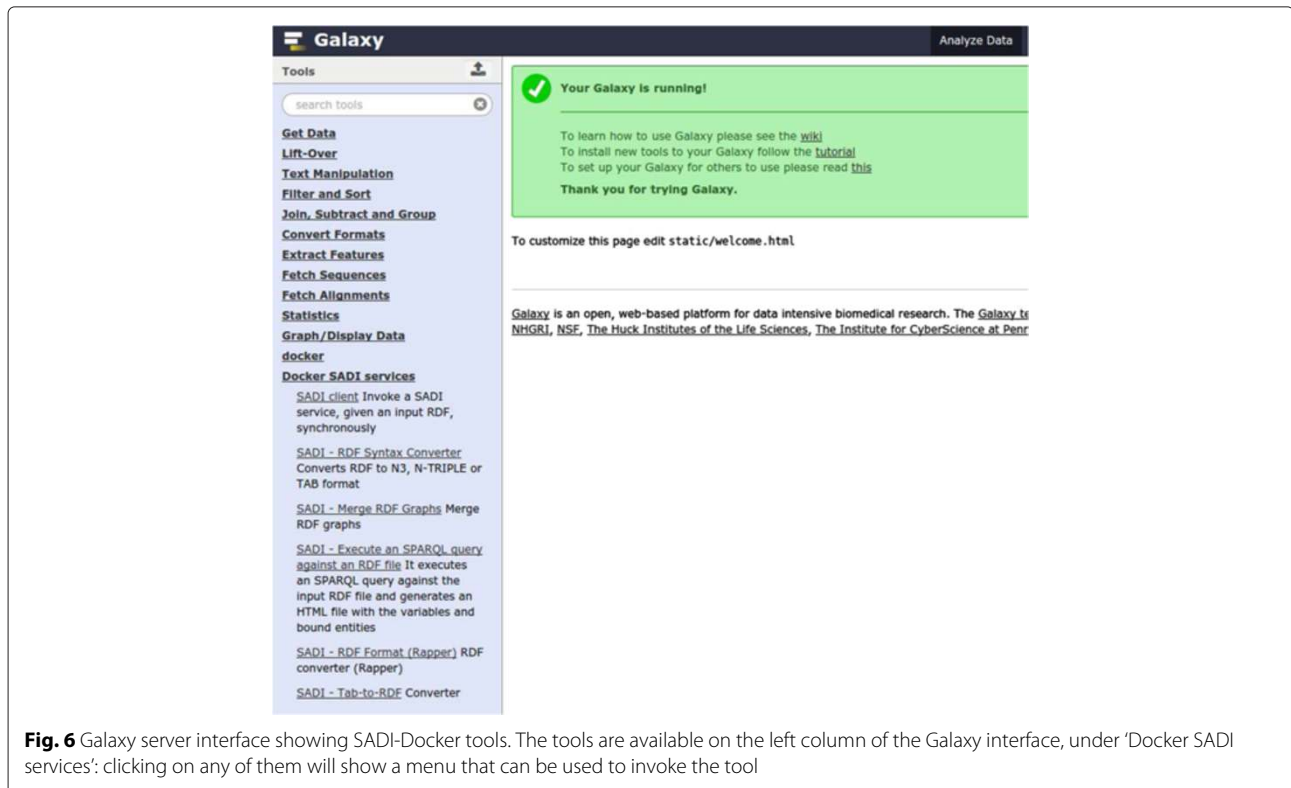 Galaxy
Analyze Data
Tools
search tools
Get Data
Lift-Over
Text Manipulation
Filter and Sort
Join, Subtract and Group
Convert Formats
Extract Features
Fetch Sequences
Fetch Alignments
Statistics
Graph/Display Data
docker
Docker SADI services
SADI client Invoke a SADI
service, given an input RDF,
synchronously
SADI - RDF Syntax Converter
Converts RDF to N3, N-TRIPLE or
TAB format
SADI - Merge RDF Graphs Merge
RDF graphs
SADI - Execute an SPARQL query
against an RDF file It executes
an SPARQL query against the
input RDF file and generates an
HTML file with the variables and
bound entities
SADI - RDF Format (Rapper) RDF
converter (Rapper)
SADI - Tab-to-RDF Converter
Your Galaxy is running!
To learn how to use Galaxy please see the wiki
To install new tools to your Galaxy follow the tutorial
To set up your Galaxy for others to use please read this
Thank you for trying Galaxy.
To customize this page edit static/welcome.html
Galaxy is an open, web-based platform for data intensive biomedical research. The Galaxy
NHGRI, NSF, The Huck Institutes of the Life Sciences, The Institute for CyberScience at
Fig. 6 Galaxy server interface showing SADI-Docker tools. The tools are available on the left column of the Galaxy interface, under ‘Docker SADI
services’: clicking on any of them will show a menu that can be used to invoke the tool